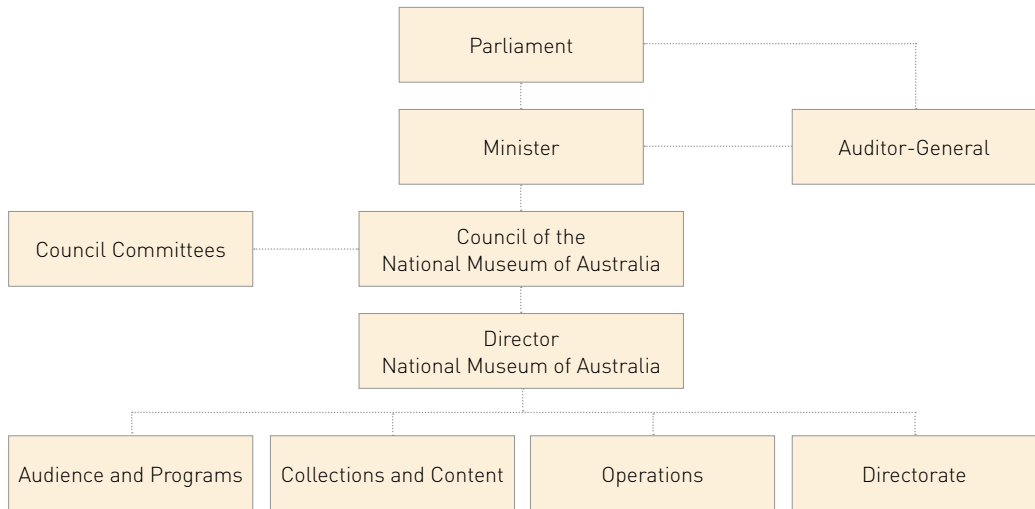 Parliament
Minister
Auditor-General
Council Committees
Council of the
National Museum of Australia
Director
National Museum of Australia
Audience and Programs
Collections and Content
Operations
Directorate